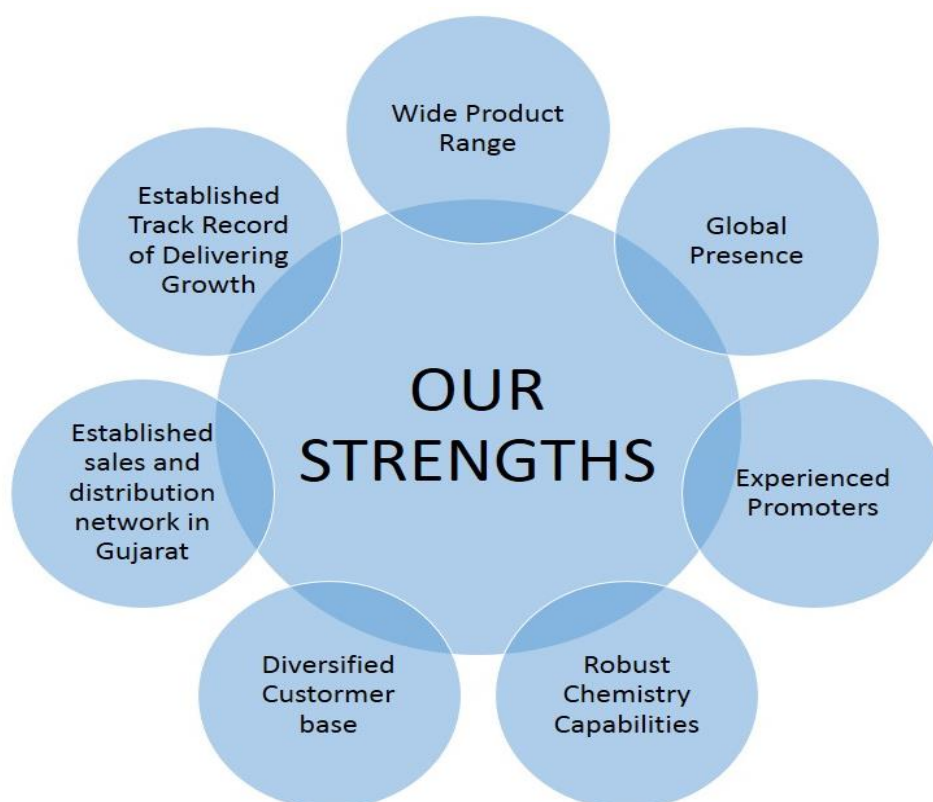 Wide Product
Range
Global
Presence
Experienced
Promoters
Robust
Chemistry
Capabilities
Diversified
Custormer
base
Established
sales and
distribution
network in
Gujarat
Established
Track Record
of Delivering
Growth
OUR
STRENGTHS